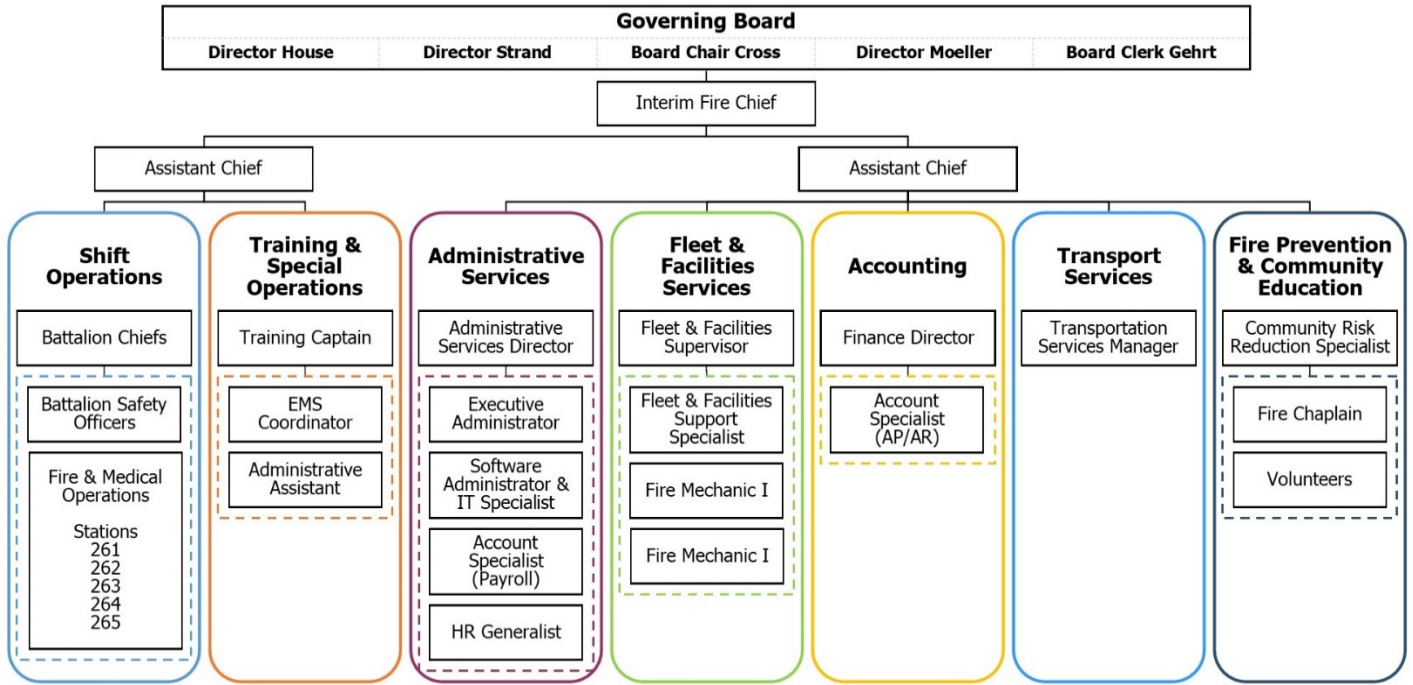 Governing Board
Director House
Director Strand
Board Chair Cross
Director Moeller
Board Clerk Gehrt
Interim Fire Chief
Assistant Chief
Assistant Chief
Shift
Operations
Battalion Chiefs
Battalion Safety
Officers
Fire & Medical
Operations
Stations
261
262
263
264
265
Training &
Special
Operations
Training Captain
EMS
Coordinator
Administrative
Assistant
Administrative
Services
Administrative
Services Director
Executive
Administrator
Software
Administrator &
IT Specialist
Account
Specialist
(Payroll)
HR Generalist
Fleet &
Facilities
Services
Fleet & Facilities
Supervisor
Fleet & Facilities
Support
Specialist
Fire Mechanic I
Fire Mechanic I
Accounting
Finance Director
Account
Specialist
(AP/AR)
Transport
Services
Transportation
Services Manager
Fire Prevention
& Community
Education
Community Risk
Reduction Specialist
Fire Chaplain
Volunteers